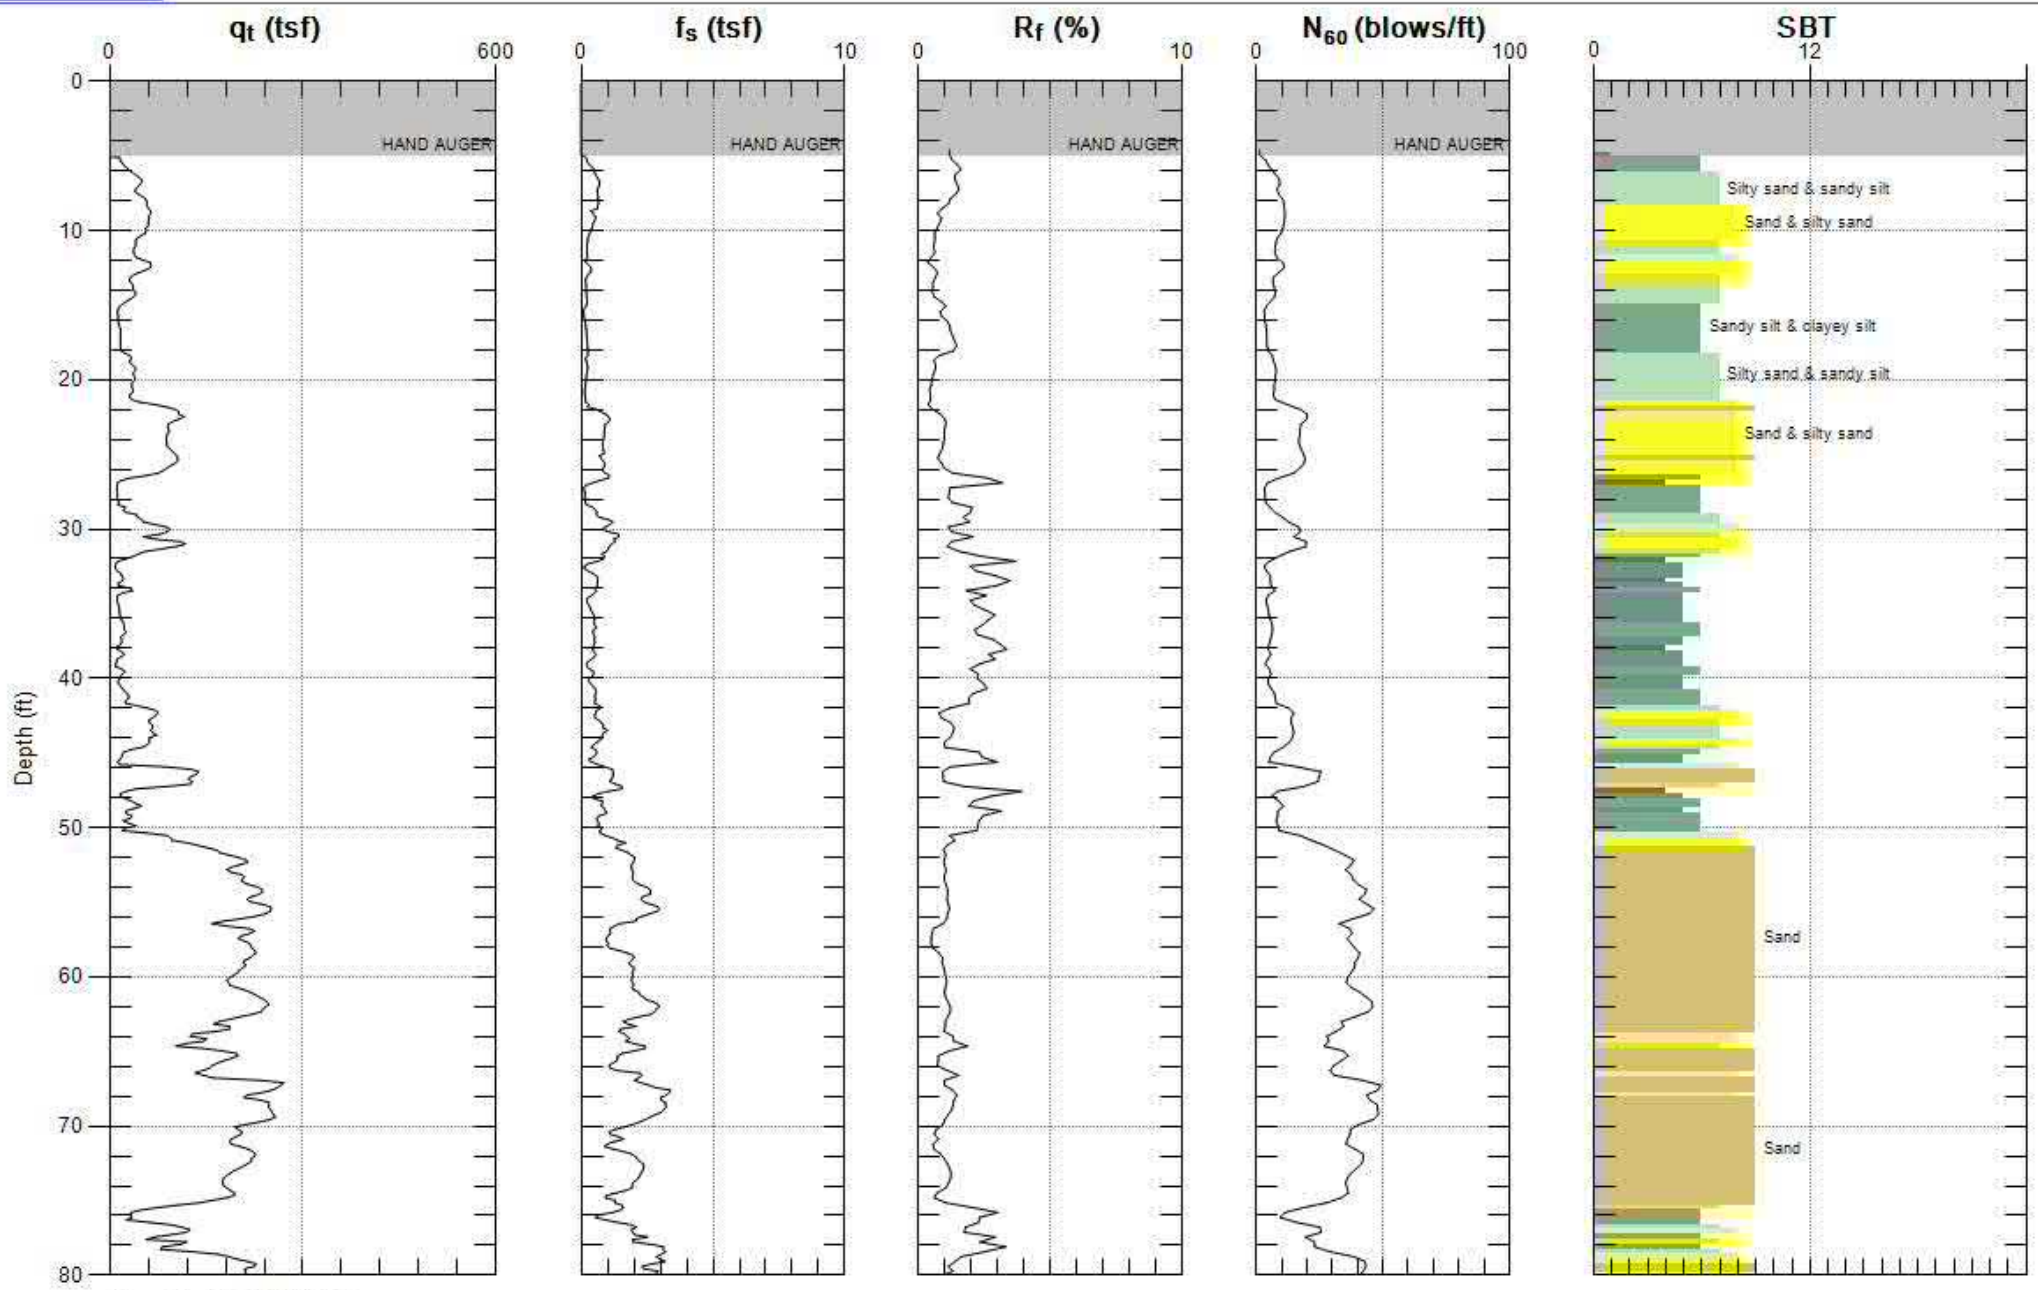 qt (tsf) fs (tsf) Rf (%) N60 (blows/ft) SBT
0 600 0 10 0 10 0 100 0 12
0
HAND AUGER HAND AUGER HAND AUGER HAND AUGER
Silty sand & sandy silt
Sand & silty sand
10
Sandy silt & clayey silt
Silty sand & sandy silt
20
Sand & silty sand
30
40
Depth (ft)
50
Sand
60
70
Sand
80